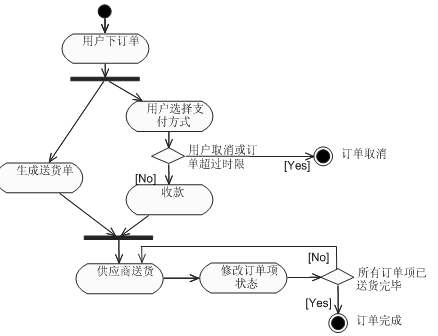 用户下订单
用户选择支
付方式
用户取消或订
单超过时限
[Yes]
订单取消
生成送货单
[No]
收款
[No]
供应商送货
修改订单项
状态
所有订单项已
送货完毕
[Yes]
订单完成